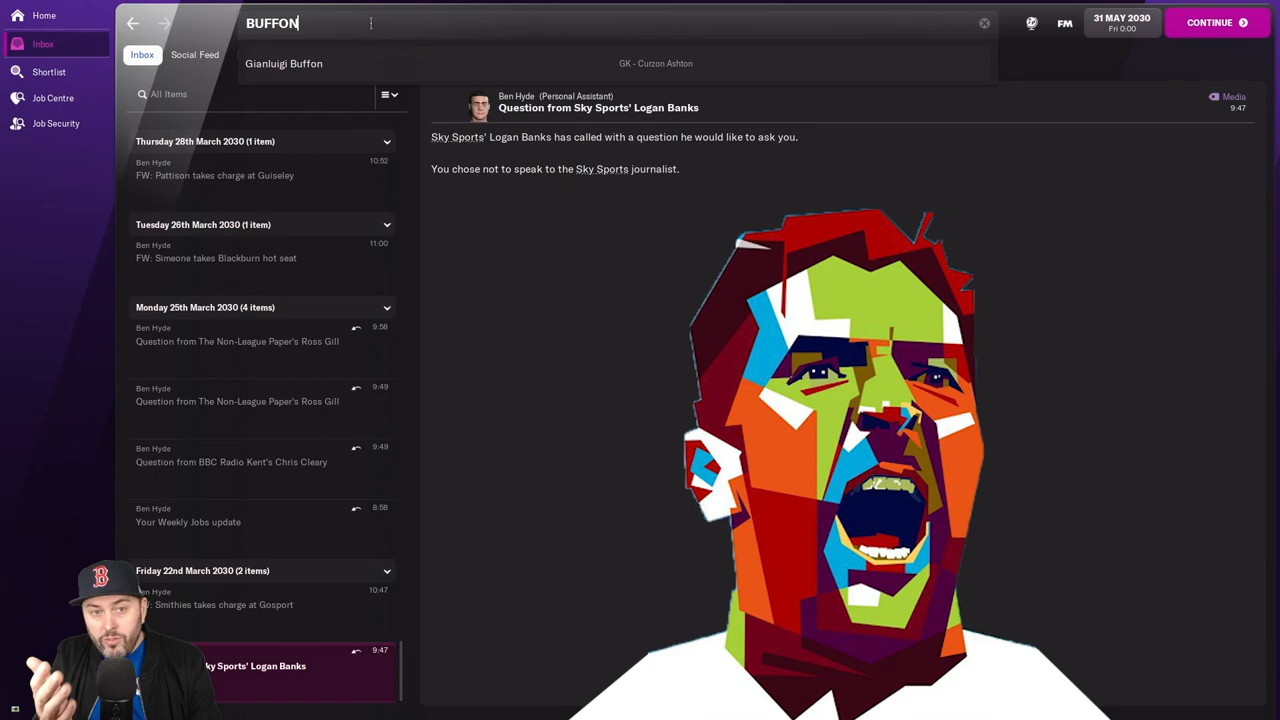 Home
Inbox
Shortlist
Job Centre
Job Security
BUFFON
Gianluigi Buffon
GK - Curzon Ashton
FM
31 MAY 2030
Fri 0:00
CONTINUE
Inbox
Social Feed
All Items
Thursday 28th March 2030 (1 item)
Ben Hyde
10:52
FW: Pattison takes charge at Guiseley
Tuesday 26th March 2030 (1 item)
Ben Hyde
11:00
FW: Simeone takes Blackburn hot seat
Monday 25th March 2030 (4 items)
Ben Hyde
9:58
Question from The Non-League Paper's Ross Gill
Ben Hyde
9:49
Question from The Non-League Paper's Ross Gill
Ben Hyde
9:49
Question from BBC Radio Kent's Chris Cleary
Ben Hyde
8:58
Your Weekly Jobs update
Friday 22nd March 2030 (2 items)
Ben Hyde
10:47
: Smithies takes charge at Gosport
9:47
ky Sports' Logan Banks
Ben Hyde (Personal Assistant)
Question from Sky Sports' Logan Banks
Media
9:47
Sky Sports' Logan Banks has called with a question he would like to ask you.
You chose not to speak to the Sky Sports journalist.
B